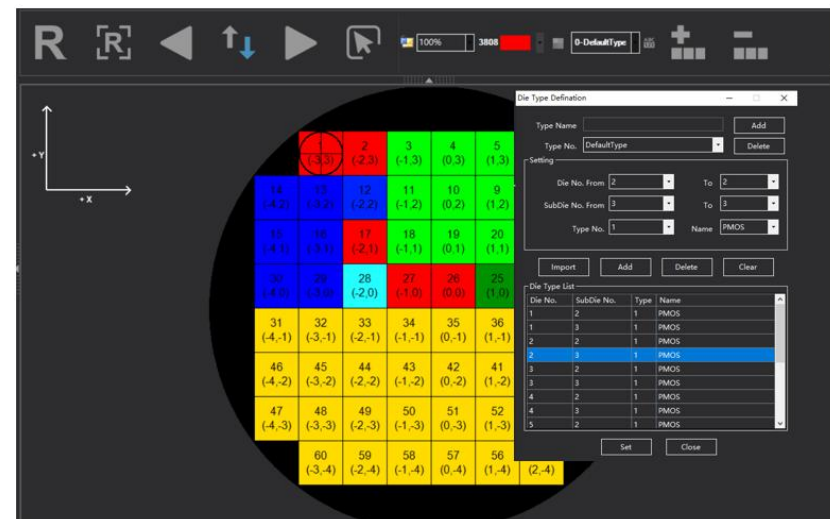 R [R] 100% 3808 0-DefaultType
Die Type Defination
Type Name Add
Type No. DefaultType Delete
Setting
Die No. From 2 To 2
SubDie No. From 3 To 3
Type No. 1 Name PMOS
Import Add Delete Clear
Die Type List
Die No. SubDie No. Type Name
1 2 1 PMOS
1 3 1 PMOS
2 2 1 PMOS
2 3 1 PMOS
3 2 1 PMOS
3 3 1 PMOS
4 2 1 PMOS
4 3 1 PMOS
5 2 1 PMOS
Set Close
+Y
+X
1 2 3 4 5
(-3,3) (-2,3) (-1,3) (0,3) (1,3)
14 13 12 11 10 9
(-4,2) (-3,2) (-2,2) (-1,2) (0,2) (1,2)
15 16 17 18 19 20
(-4,1) (-3,1) (-2,1) (-1,1) (0,1) (1,1)
30 29 28 27 26 25
(-4,0) (-3,0) (-2,0) (-1,0) (0,0) (1,0)
31 32 33 34 35 36
(-4,-1) (-3,-1) (-2,-1) (-1,-1) (0,-1) (1,-1)
46 45 44 43 42 41
(-4,-2) (-3,-2) (-2,-2) (-1,-2) (0,-2) (1,-2)
47 48 49 50 51 52
(-4,-3) (-3,-3) (-2,-3) (-1,-3) (0,-3) (1,-3)
60 59 58 57 56
(-3,-4) (-2,-4) (-1,-4) (0,-4) (1,-4) (2,-4)